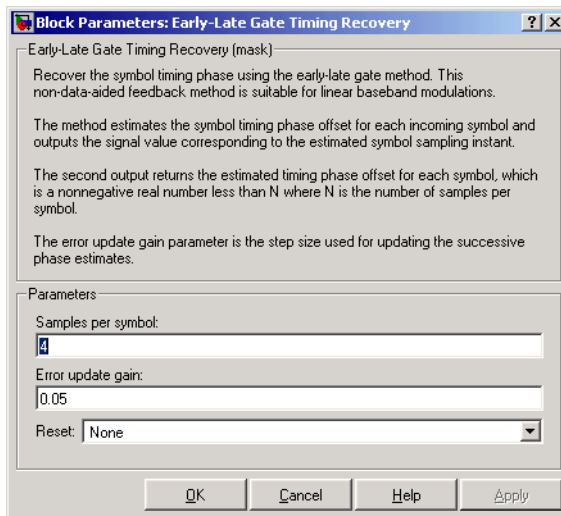 Block Parameters: Early-Late Gate Timing Recovery
Early-Late Gate Timing Recovery (mask)
Recover the symbol timing phase using the early-late gate method. This
non-data-aided feedback method is suitable for linear baseband modulations.
The method estimates the symbol timing phase offset for each incoming symbol and
outputs the signal value corresponding to the estimated symbol sampling instant.
The second output returns the estimated timing phase offset for each symbol, which
is a nonnegative real number less than N where N is the number of samples per
symbol.
The error update gain parameter is the step size used for updating the successive
phase estimates.
Parameters
Samples per symbol:
4
Error update gain:
0.05
Reset: None
OK Cancel Help Apply